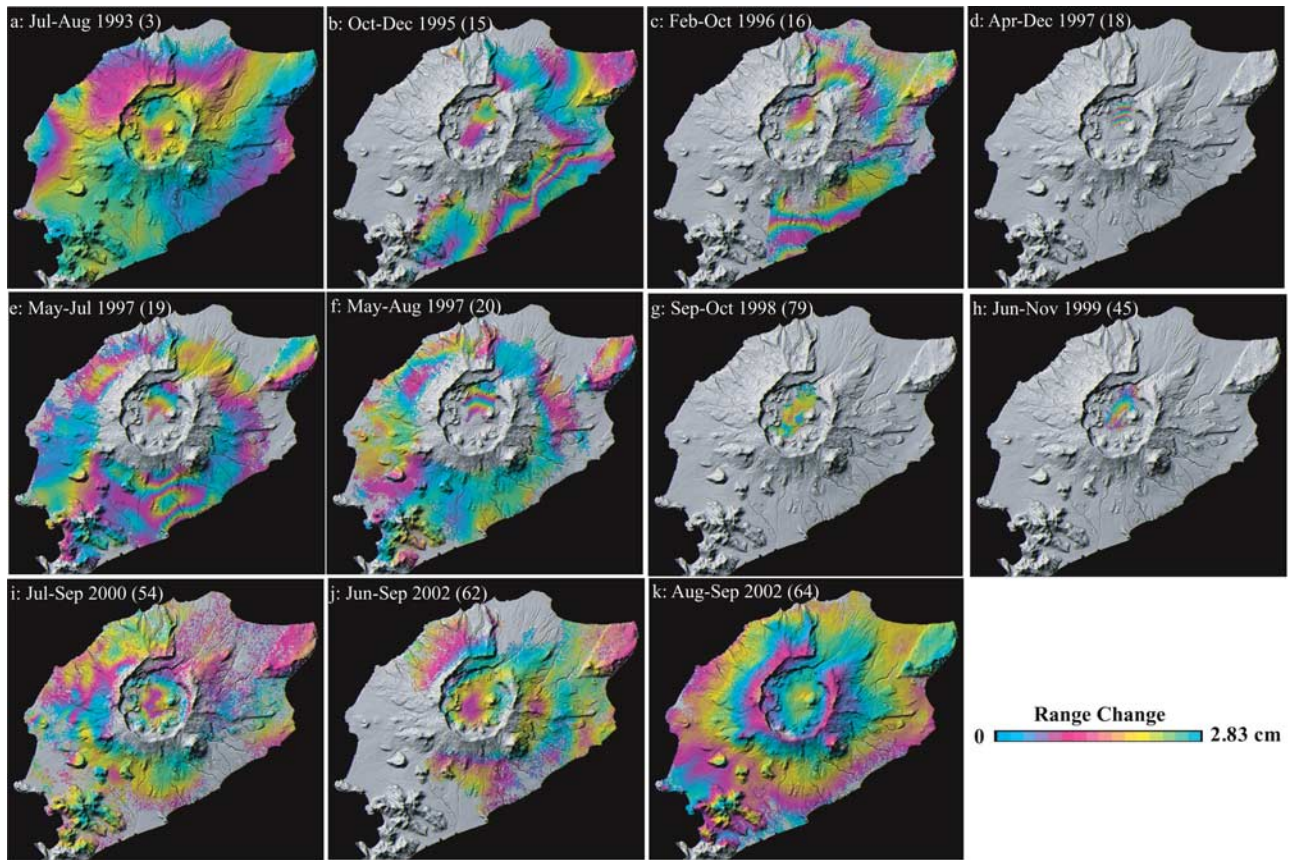 a: Jul-Aug 1993 (3)
b: Oct-Dec 1995 (15)
c: Feb-Oct 1996 (16)
d: Apr-Dec 1997 (18)
e: May-Jul 1997 (19)
f: May-Aug 1997 (20)
g: Sep-Oct 1998 (79)
h: Jun-Nov 1999 (45)
i: Jul-Sep 2000 (54)
j: Jun-Sep 2002 (62)
k: Aug-Sep 2002 (64)
Range Change
0 2.83 cm